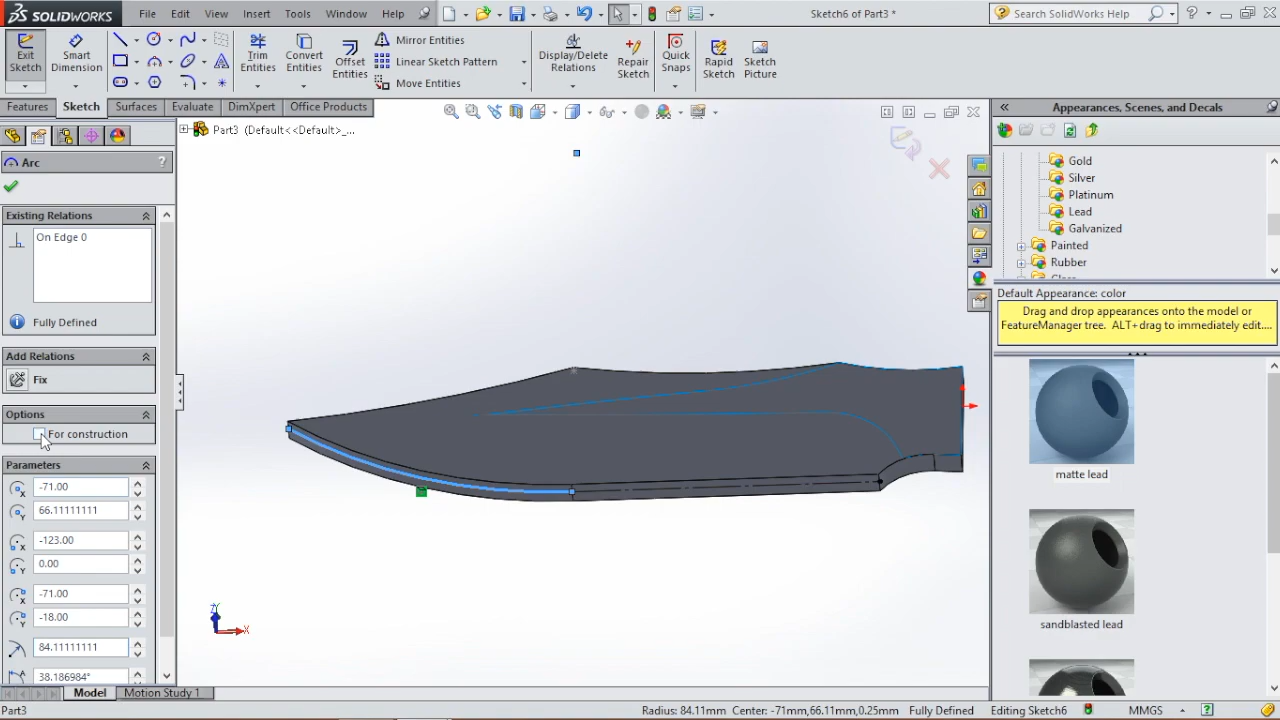 SOLIDWORKS
File Edit View Insert Tools Window Help
Sketch6 of Part3 *
Search SolidWorks Help
Exit Sketch
Smart Dimension
Trim Entities
Convert Entities
Offset Entities
Mirror Entities
Linear Sketch Pattern
Move Entities
Display/Delete Relations
Repair Sketch
Quick Snaps
Rapid Sketch
Sketch Picture
Features Sketch Surfaces Evaluate DimXpert Office Products
Appearances, Scenes, and Decals
Part3 (Default<<Default>_...
Arc
?
Existing Relations
On Edge 0
Fully Defined
Add Relations
Fix
Options
For construction
Parameters
-71.00
66.11111111
-123.00
0.00
-71.00
-18.00
84.11111111
38.186984°
Gold
Silver
Platinum
Lead
Galvanized
Painted
Rubber
Default Appearance: color
Drag and drop appearances onto the model or
FeatureManager tree. ALT+drag to immediately edit....
matte lead
sandblasted lead
Z
X
Model Motion Study 1
Part3
Radius: 84.11mm Center: -71mm,66.11mm,0.25mm Fully Defined Editing Sketch6 MMGS ?